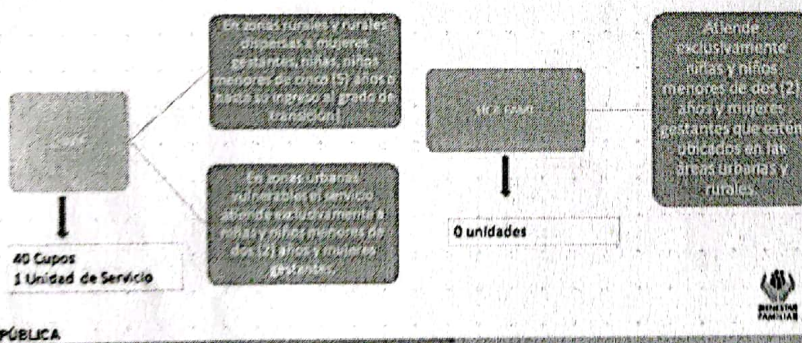 En zonas rurales y rurales
dispersas a mujeres
gestantes, niñas, niños
menores de cinco (5) años o
hasta su ingreso al grado de
transición)
40 Cupos
1 Unidad de Servicio
En zonas urbanas
vulnerables el servicio
atiende exclusivamente a
niñas y niños menores de
dos (2) años y mujeres
gestantes.
0 unidades
Atiende
exclusivamente
niñas y niños
menores de dos (2)
años y mujeres
gestantes que estén
ubicados en las
áreas urbanas y
rurales.
BIENESTAR
FAMILIAR
PÚBLICA